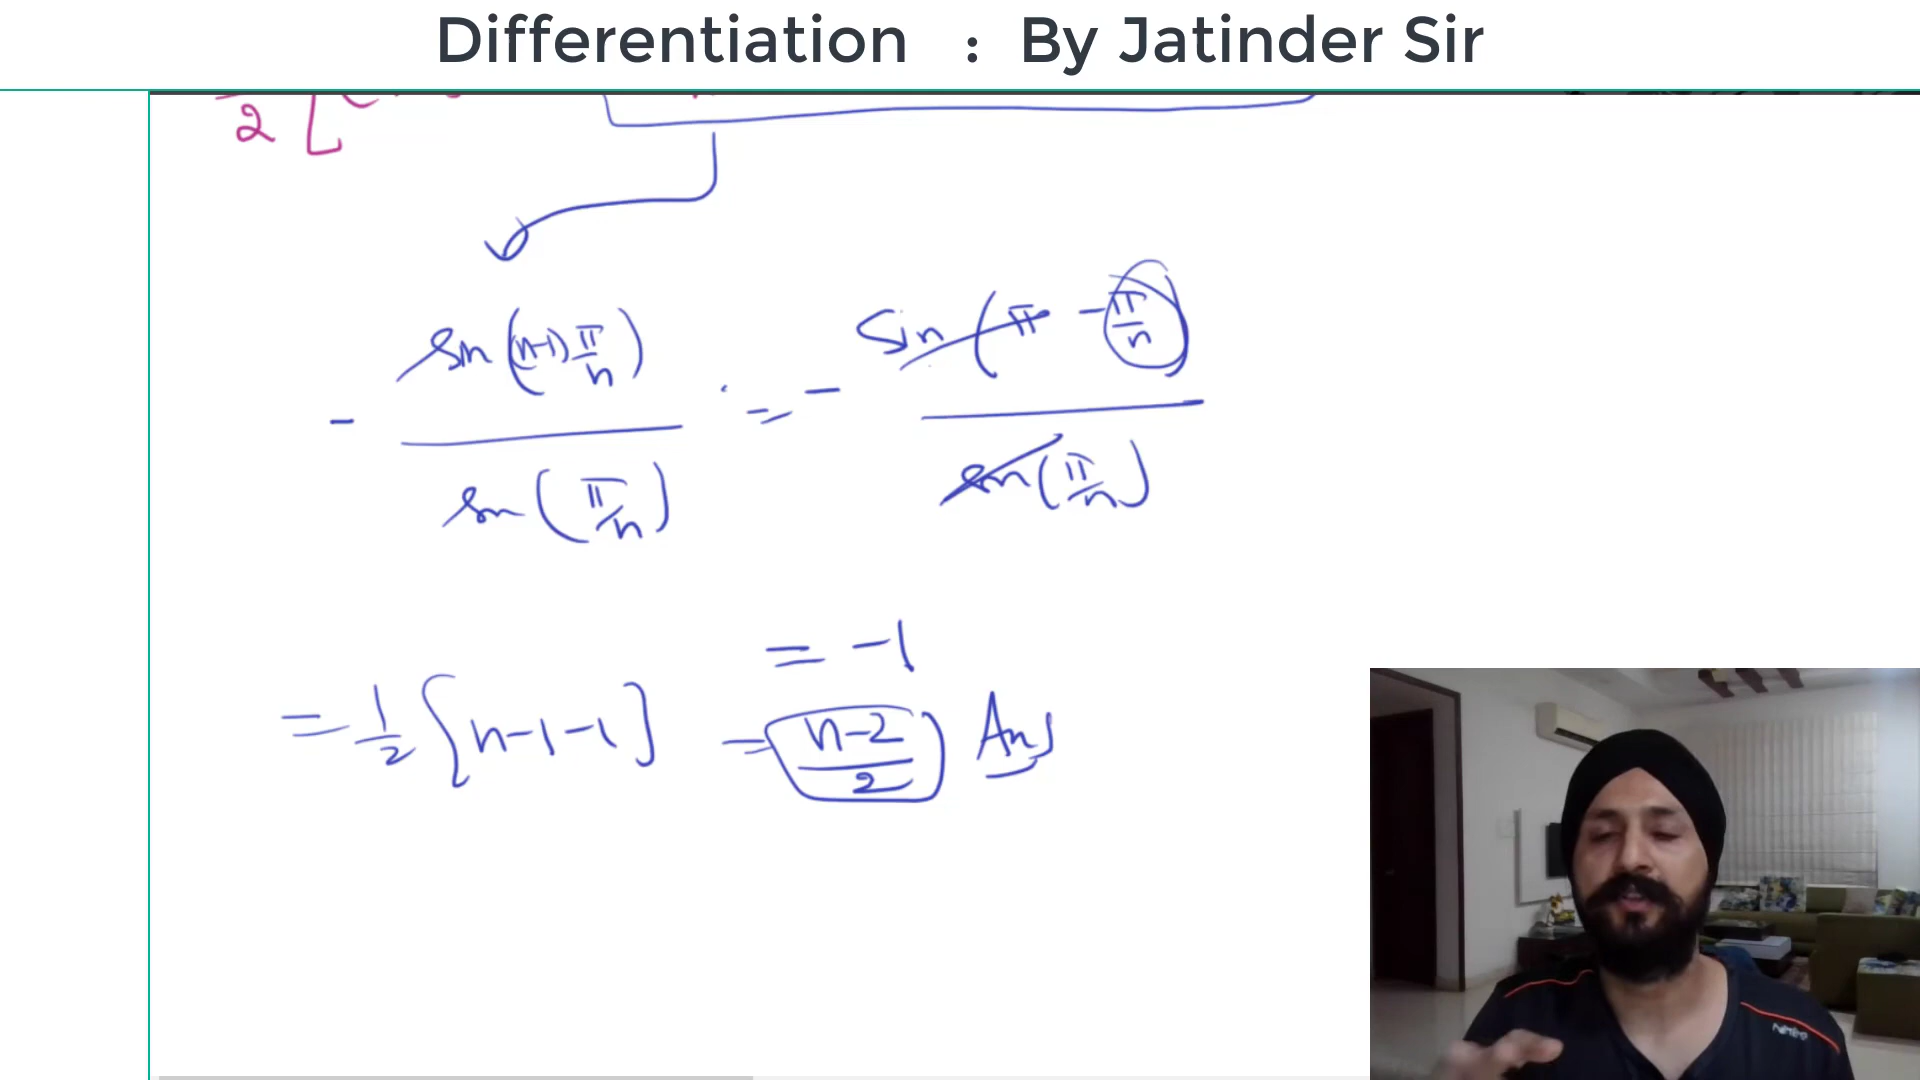 Differentiation : By Jatinder Sir
2 [
- sin((n-1)π/n) / sin(π/n) = - sin(π - π/n) / sin(π/n)
= -1
= 1/2 [n-1-1] = n-2/2 Ans